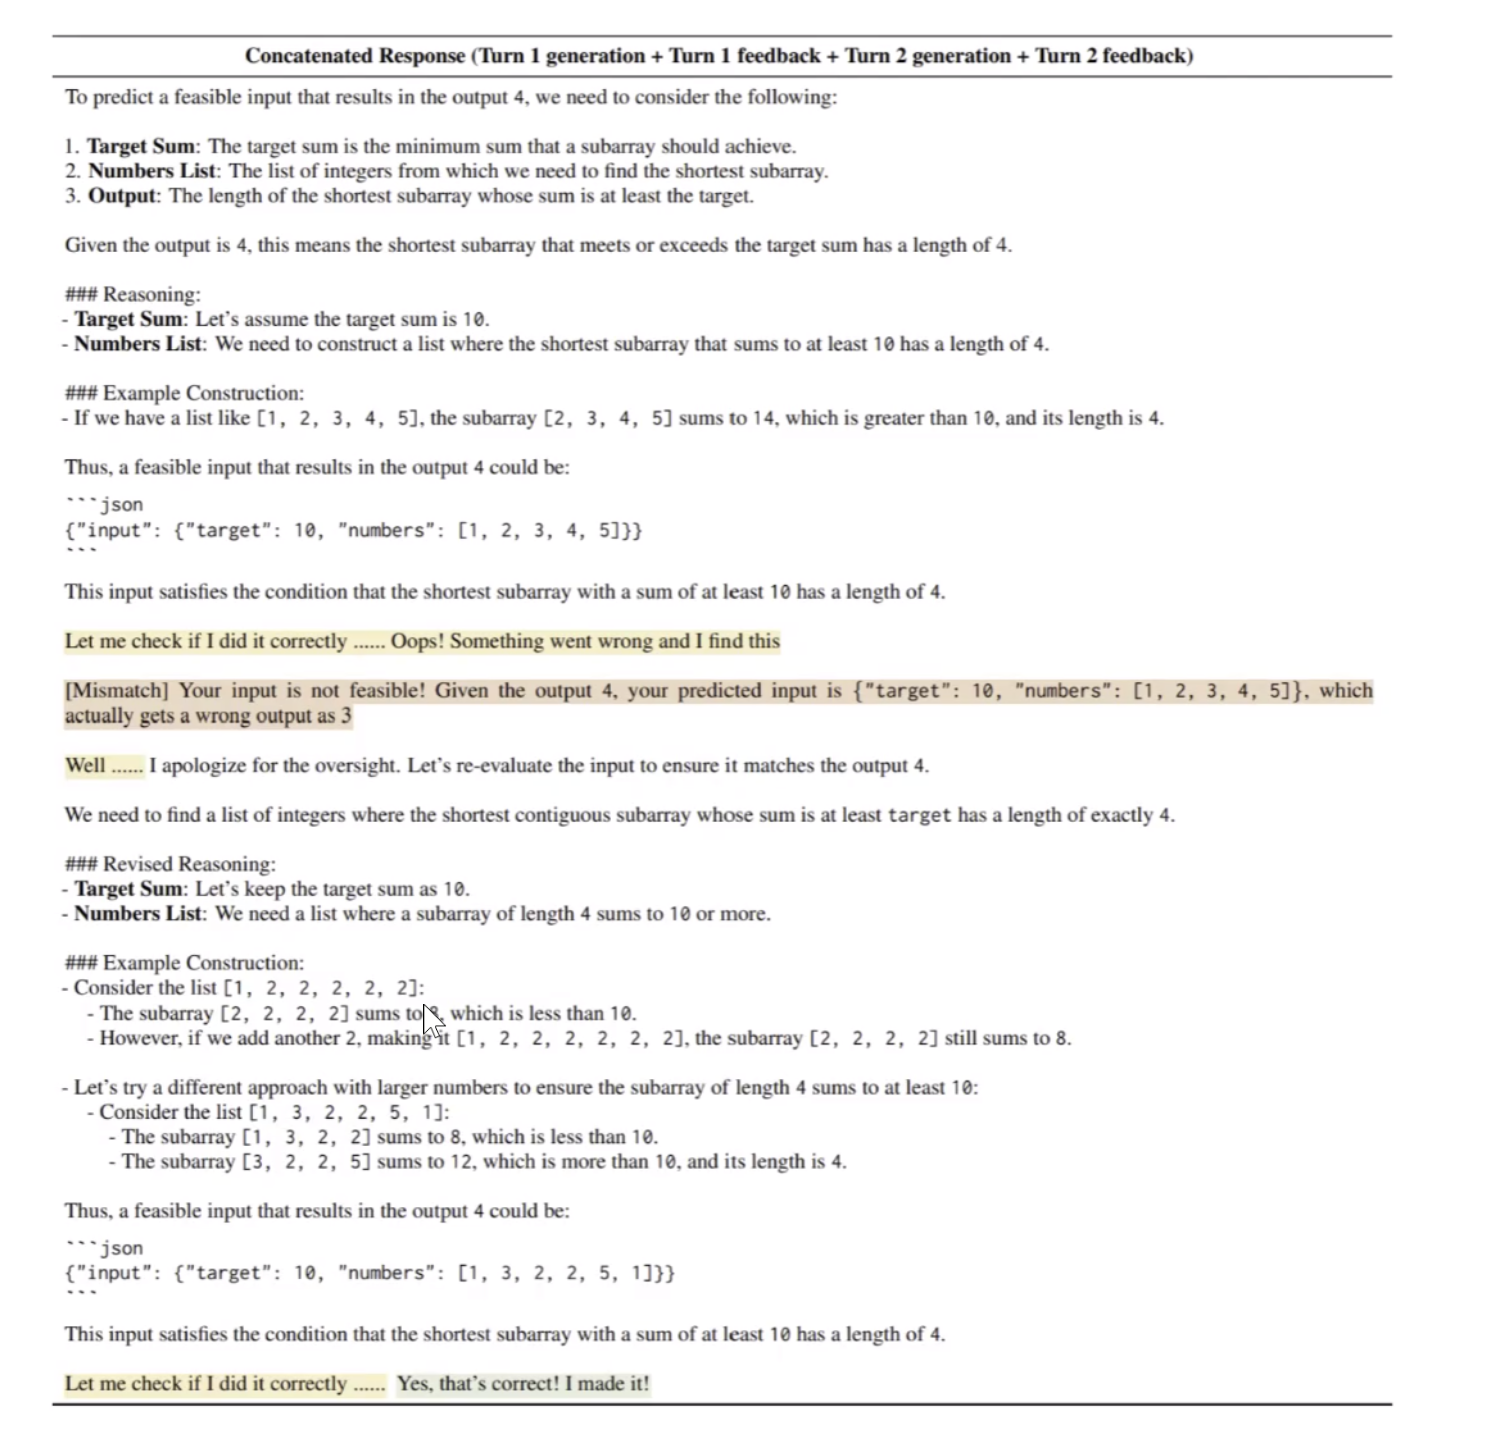 Concatenated Response (Turn 1 generation + Turn 1 feedback + Turn 2 generation + Turn 2 feedback)
To predict a feasible input that results in the output 4, we need to consider the following:
1. Target Sum: The target sum is the minimum sum that a subarray should achieve.
2. Numbers List: The list of integers from which we need to find the shortest subarray.
3. Output: The length of the shortest subarray whose sum is at least the target.
Given the output is 4, this means the shortest subarray that meets or exceeds the target sum has a length of 4.
### Reasoning:
- Target Sum: Let's assume the target sum is 10.
- Numbers List: We need to construct a list where the shortest subarray that sums to at least 10 has a length of 4.
### Example Construction:
- If we have a list like [1, 2, 3, 4, 5], the subarray [2, 3, 4, 5] sums to 14, which is greater than 10, and its length is 4.
Thus, a feasible input that results in the output 4 could be:
```json
{"input": {"target": 10, "numbers": [1, 2, 3, 4, 5]}}
```
This input satisfies the condition that the shortest subarray with a sum of at least 10 has a length of 4.
Let me check if I did it correctly ...... Oops! Something went wrong and I find this
[Mismatch] Your input is not feasible! Given the output 4, your predicted input is {"target": 10, "numbers": [1, 2, 3, 4, 5]}, which
actually gets a wrong output as 3
Well ...... I apologize for the oversight. Let's re-evaluate the input to ensure it matches the output 4.
We need to find a list of integers where the shortest contiguous subarray whose sum is at least target has a length of exactly 4.
### Revised Reasoning:
- Target Sum: Let's keep the target sum as 10.
- Numbers List: We need a list where a subarray of length 4 sums to 10 or more.
### Example Construction:
- Consider the list [1, 2, 2, 2, 2, 2]:
- The subarray [2, 2, 2, 2] sums to which is less than 10.
- However, if we add another 2, making it [1, 2, 2, 2, 2, 2, 2], the subarray [2, 2, 2, 2] still sums to 8.
- Let's try a different approach with larger numbers to ensure the subarray of length 4 sums to at least 10:
- Consider the list [1, 3, 2, 2, 5, 1]:
- The subarray [1, 3, 2, 2] sums to 8, which is less than 10.
- The subarray [3, 2, 2, 5] sums to 12, which is more than 10, and its length is 4.
Thus, a feasible input that results in the output 4 could be:
```json
{"input": {"target": 10, "numbers": [1, 3, 2, 2, 5, 1]}}
```
This input satisfies the condition that the shortest subarray with a sum of at least 10 has a length of 4.
Let me check if I did it correctly ...... Yes, that's correct! I made it!